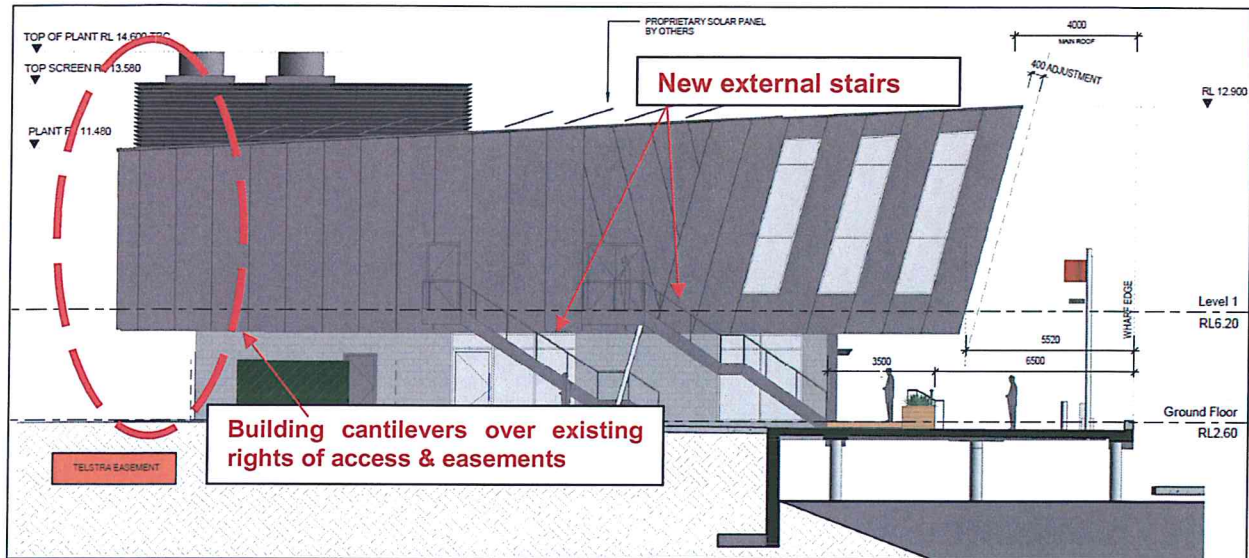 TOP OF PLANT RL 14.600 TBC
TOP SCREEN RL 13.580
PLANT RL 11.480
PROPRIETARY SOLAR PANEL
BY OTHERS
New external stairs
4000
MAIN ROOF
400 ADJUSTMENT
RL 12.900
Level 1
RL6.20
WHARF EDGE
5520
3500
6500
Ground Floor
RL2.60
Building cantilevers over existing
rights of access & easements
TELSTRA EASEMENT